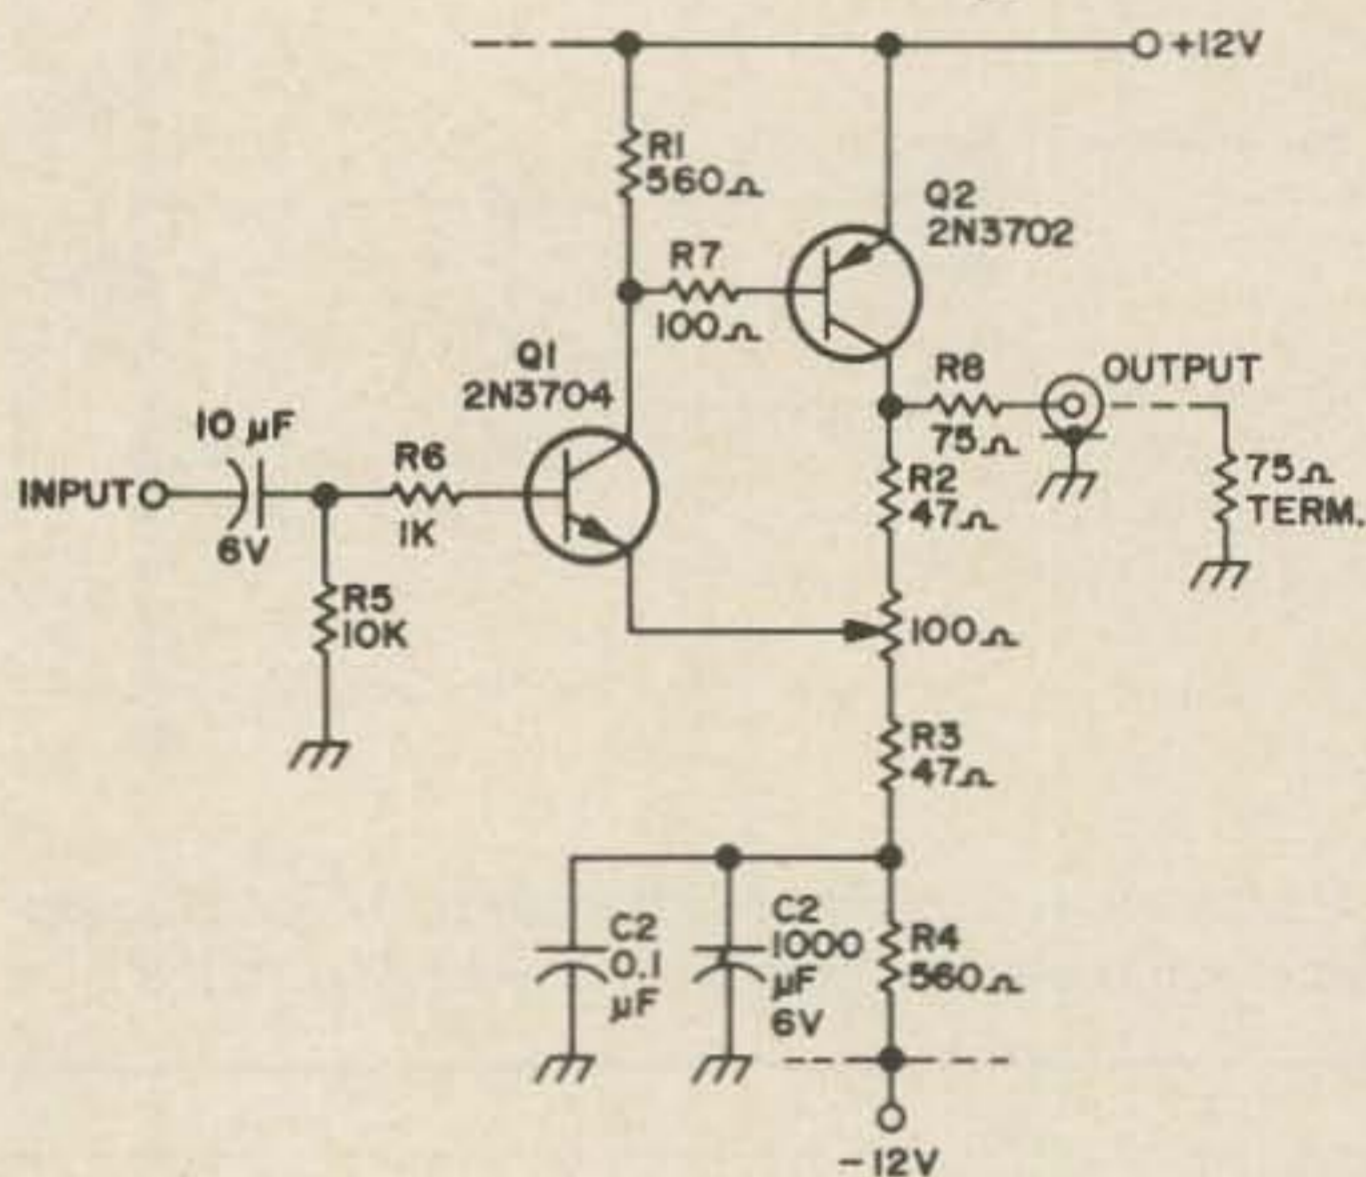 +12V
R1
560Ω
Q2
2N3702
R7
100Ω
Q1
2N3704
R8
75Ω
OUTPUT
10 µF
6V
INPUT
R6
1K
R2
47Ω
75Ω
TERM.
R5
10K
100Ω
R3
47Ω
C2
0.1
µF
C2
1000
µF
6V
R4
560Ω
-12V